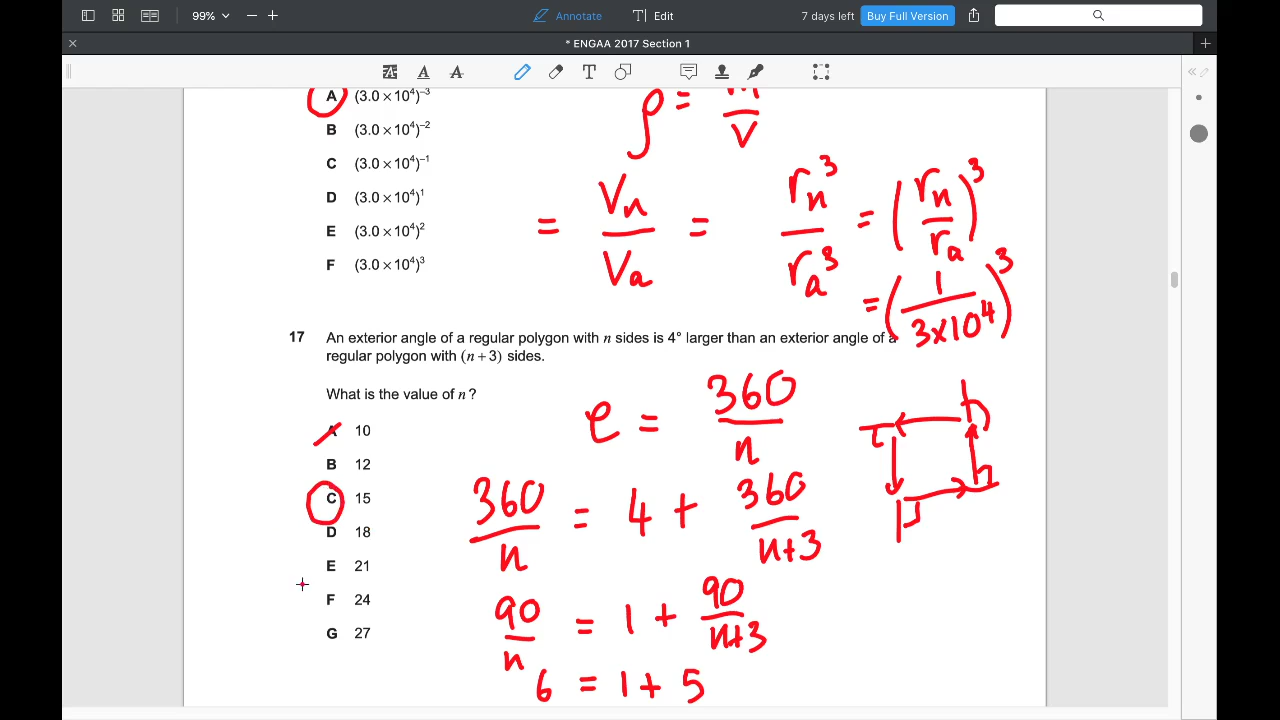 99%
Annotate
Edit
7 days left
Buy Full Version
* ENGAA 2017 Section 1
A (3.0 × 10⁴)⁻³
B (3.0 × 10⁴)⁻²
C (3.0 × 10⁴)⁻¹
D (3.0 × 10⁴)¹
E (3.0 × 10⁴)²
F (3.0 × 10⁴)³
ρ = m/V
= Vn/Va = rn³/ra³ = (rn/ra)³
= (1/3×10⁴)³
17 An exterior angle of a regular polygon with n sides is 4° larger than an exterior angle of a
regular polygon with (n + 3) sides.
What is the value of n ?
A 10
B 12
C 15
D 18
E 21
F 24
G 27
e = 360/n
360/n = 4 + 360/n+3
90/n = 1 + 90/n+3
6 = 1 + 5